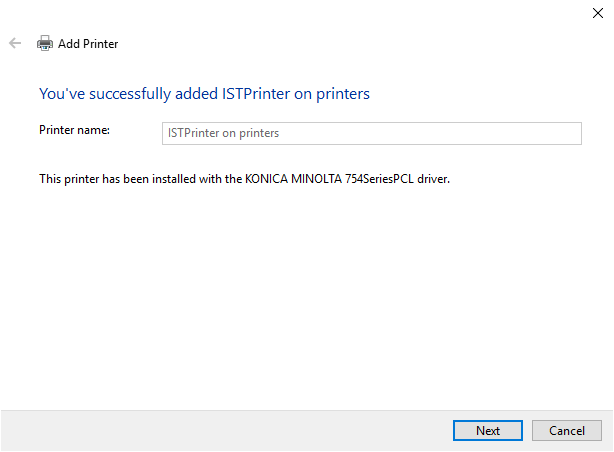 Add Printer
You've successfully added ISTPrinter on printers
Printer name:
ISTPrinter on printers
This printer has been installed with the KONICA MINOLTA 754SeriesPCL driver.
Next
Cancel